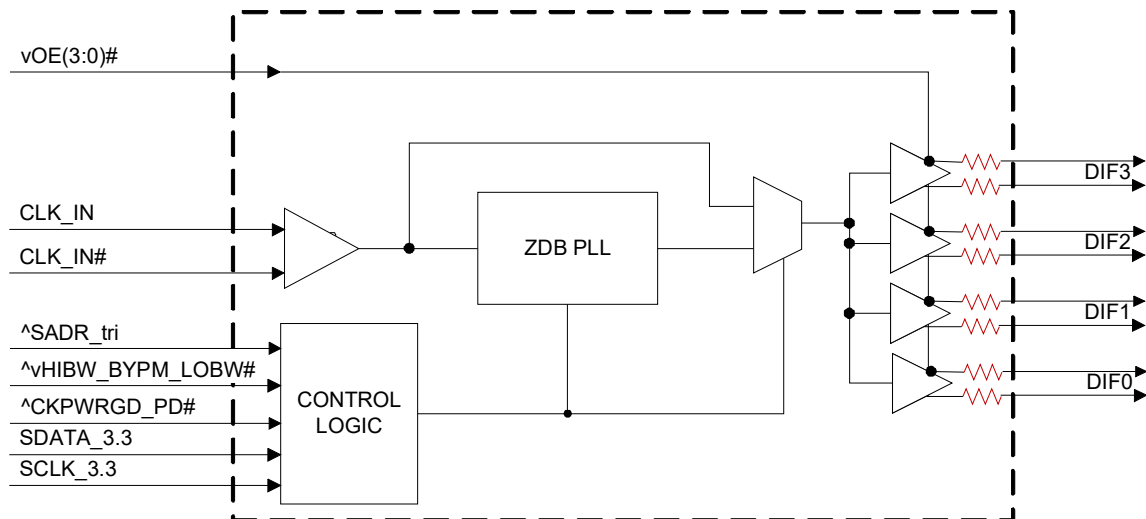 vOE(3:0)#
CLK_IN
CLK_IN#
ZDB PLL
DIF3
DIF2
DIF1
DIF0
^SADR_tri
^vHIBW_BYPM_LOBW#
^CKPWRGD_PD#
SDATA_3.3
SCLK_3.3
CONTROL
LOGIC